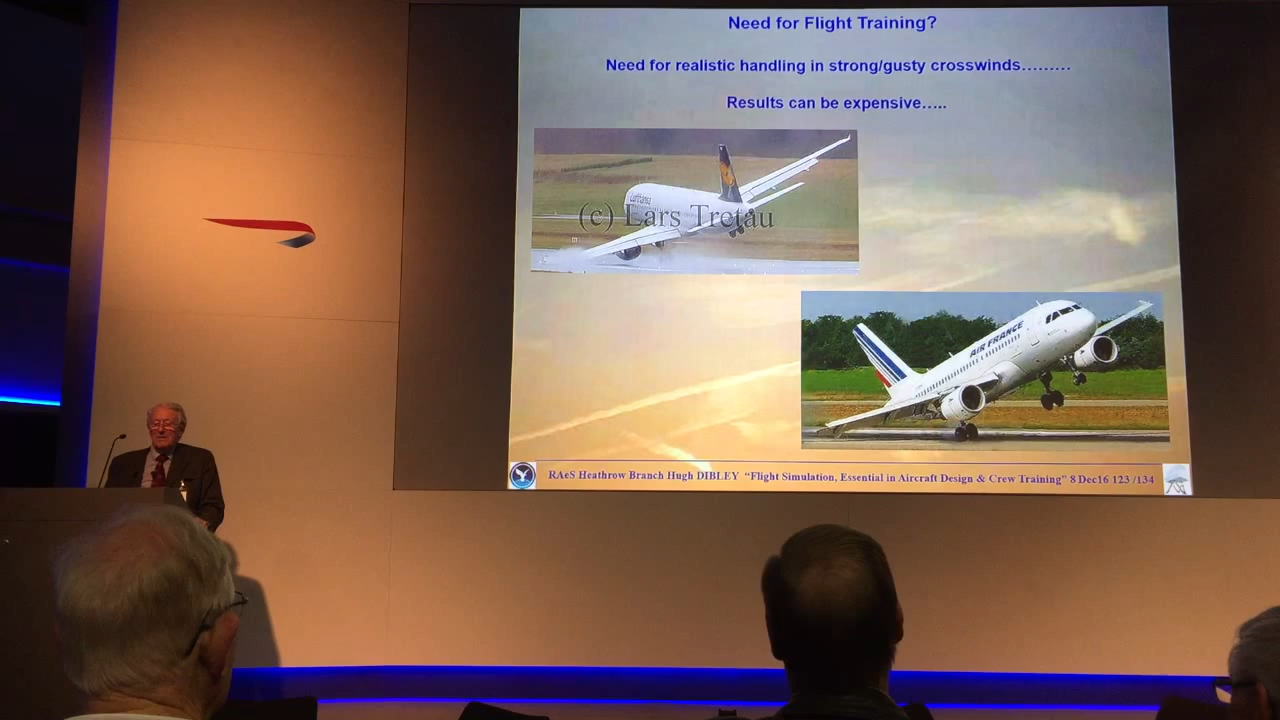 Need for Flight Training?
Need for realistic handling in strong/gusty crosswinds………
Results can be expensive…..
Lufthansa
(c) Lars Tretau
AIR FRANCE
RAeS Heathrow Branch Hugh DIBLEY "Flight Simulation, Essential in Aircraft Design & Crew Training" 8 Dec16 123 /134